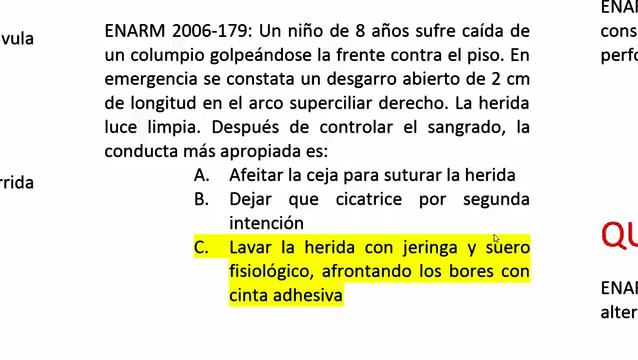 vula
rrida
ENARM 2006-179: Un niño de 8 años sufre caída de
un columpio golpeándose la frente contra el piso. En
emergencia se constata un desgarro abierto de 2 cm
de longitud en el arco superciliar derecho. La herida
luce limpia. Después de controlar el sangrado, la
conducta más apropiada es:
A. Afeitar la ceja para suturar la herida
B. Dejar que cicatrice por segunda
intención
C. Lavar la herida con jeringa y suero
fisiológico, afrontando los bores con
cinta adhesiva
ENAR
cons
perfo
QU
ENAR
alter